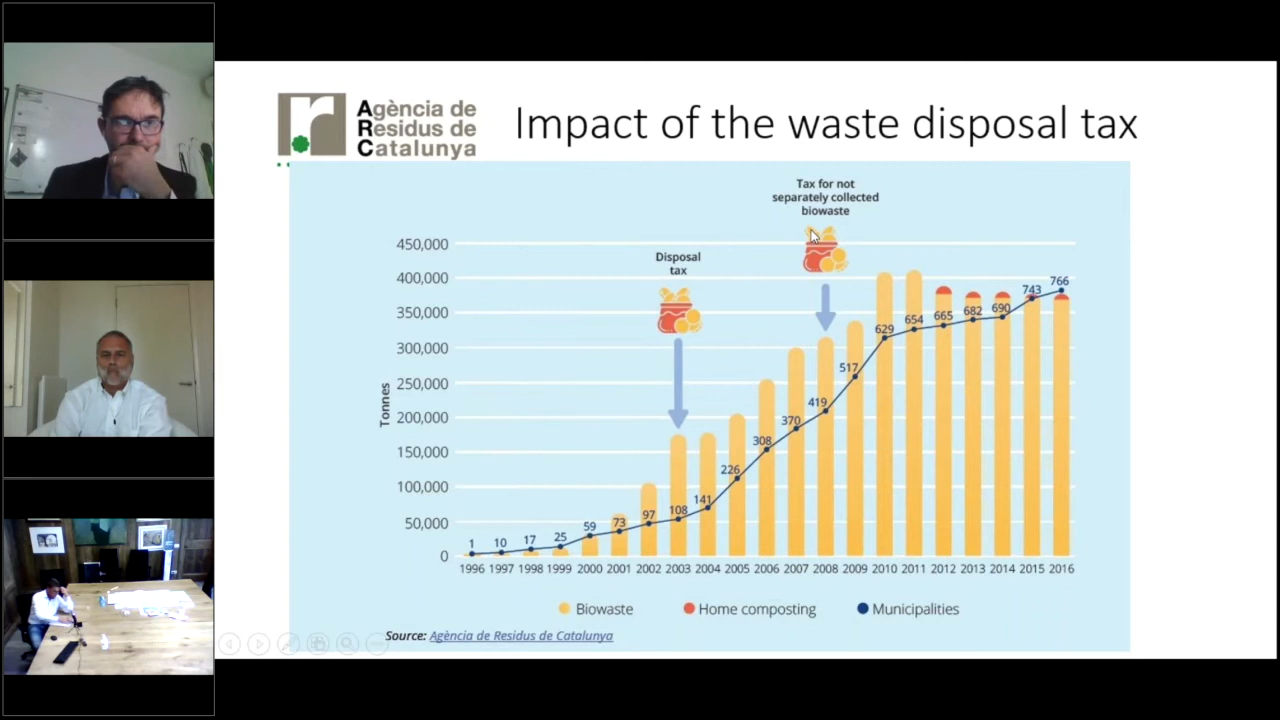 Agència de
Residus de
Catalunya
Impact of the waste disposal tax
Tax for not
separately collected
biowaste
Disposal
tax
Tonnes
450,000
400,000
350,000
300,000
250,000
200,000
150,000
100,000
50,000
0
1 10 17 25 59 73 97 108 141 226 308 370 419 517 629 654 665 682 690 743 766
1996 1997 1998 1999 2000 2001 2002 2003 2004 2005 2006 2007 2008 2009 2010 2011 2012 2013 2014 2015 2016
Biowaste Home composting Municipalities
Source: Agència de Residus de Catalunya